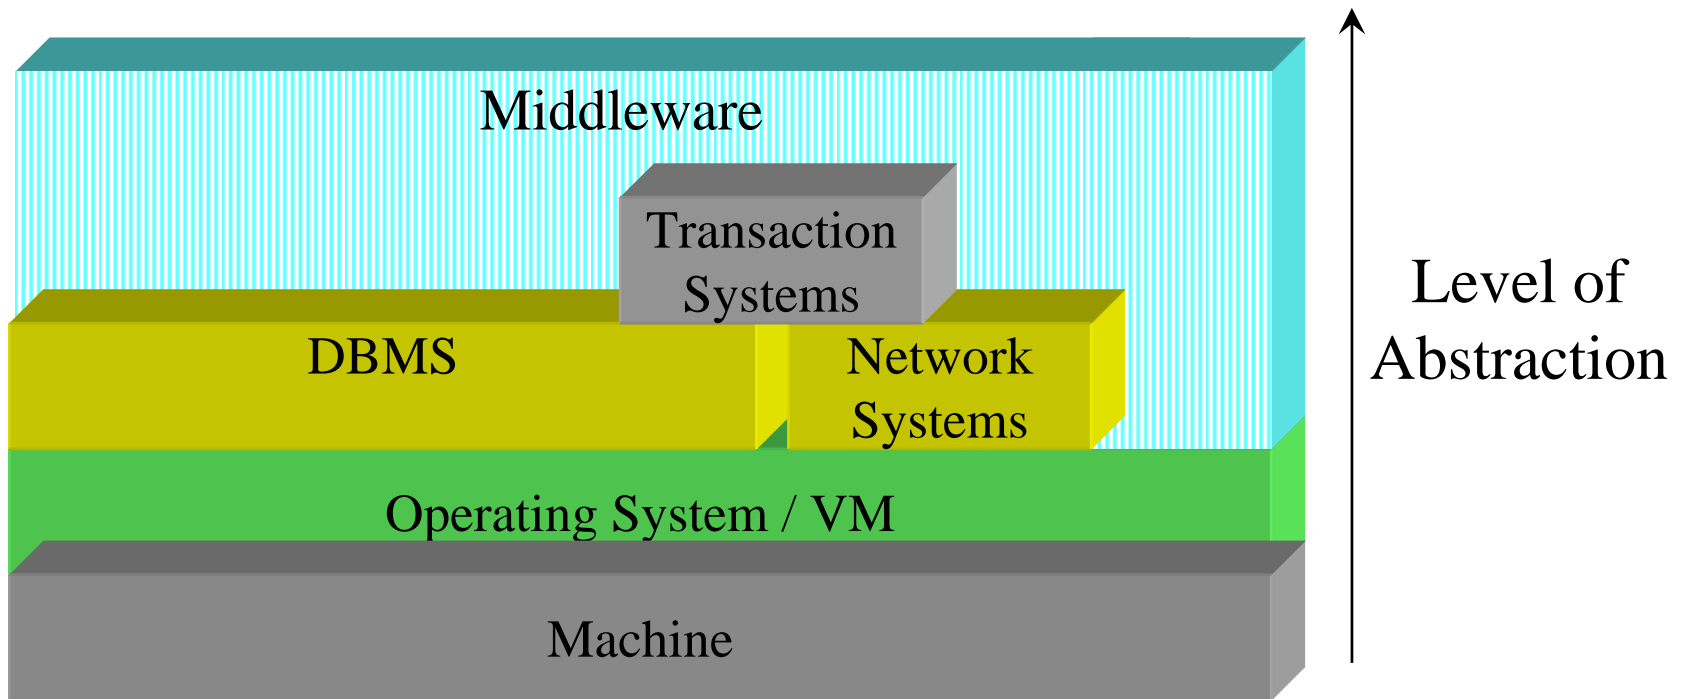 Middleware
Transaction
Systems
Level of
Abstraction
DBMS
Network
Systems
Operating System / VM
Machine